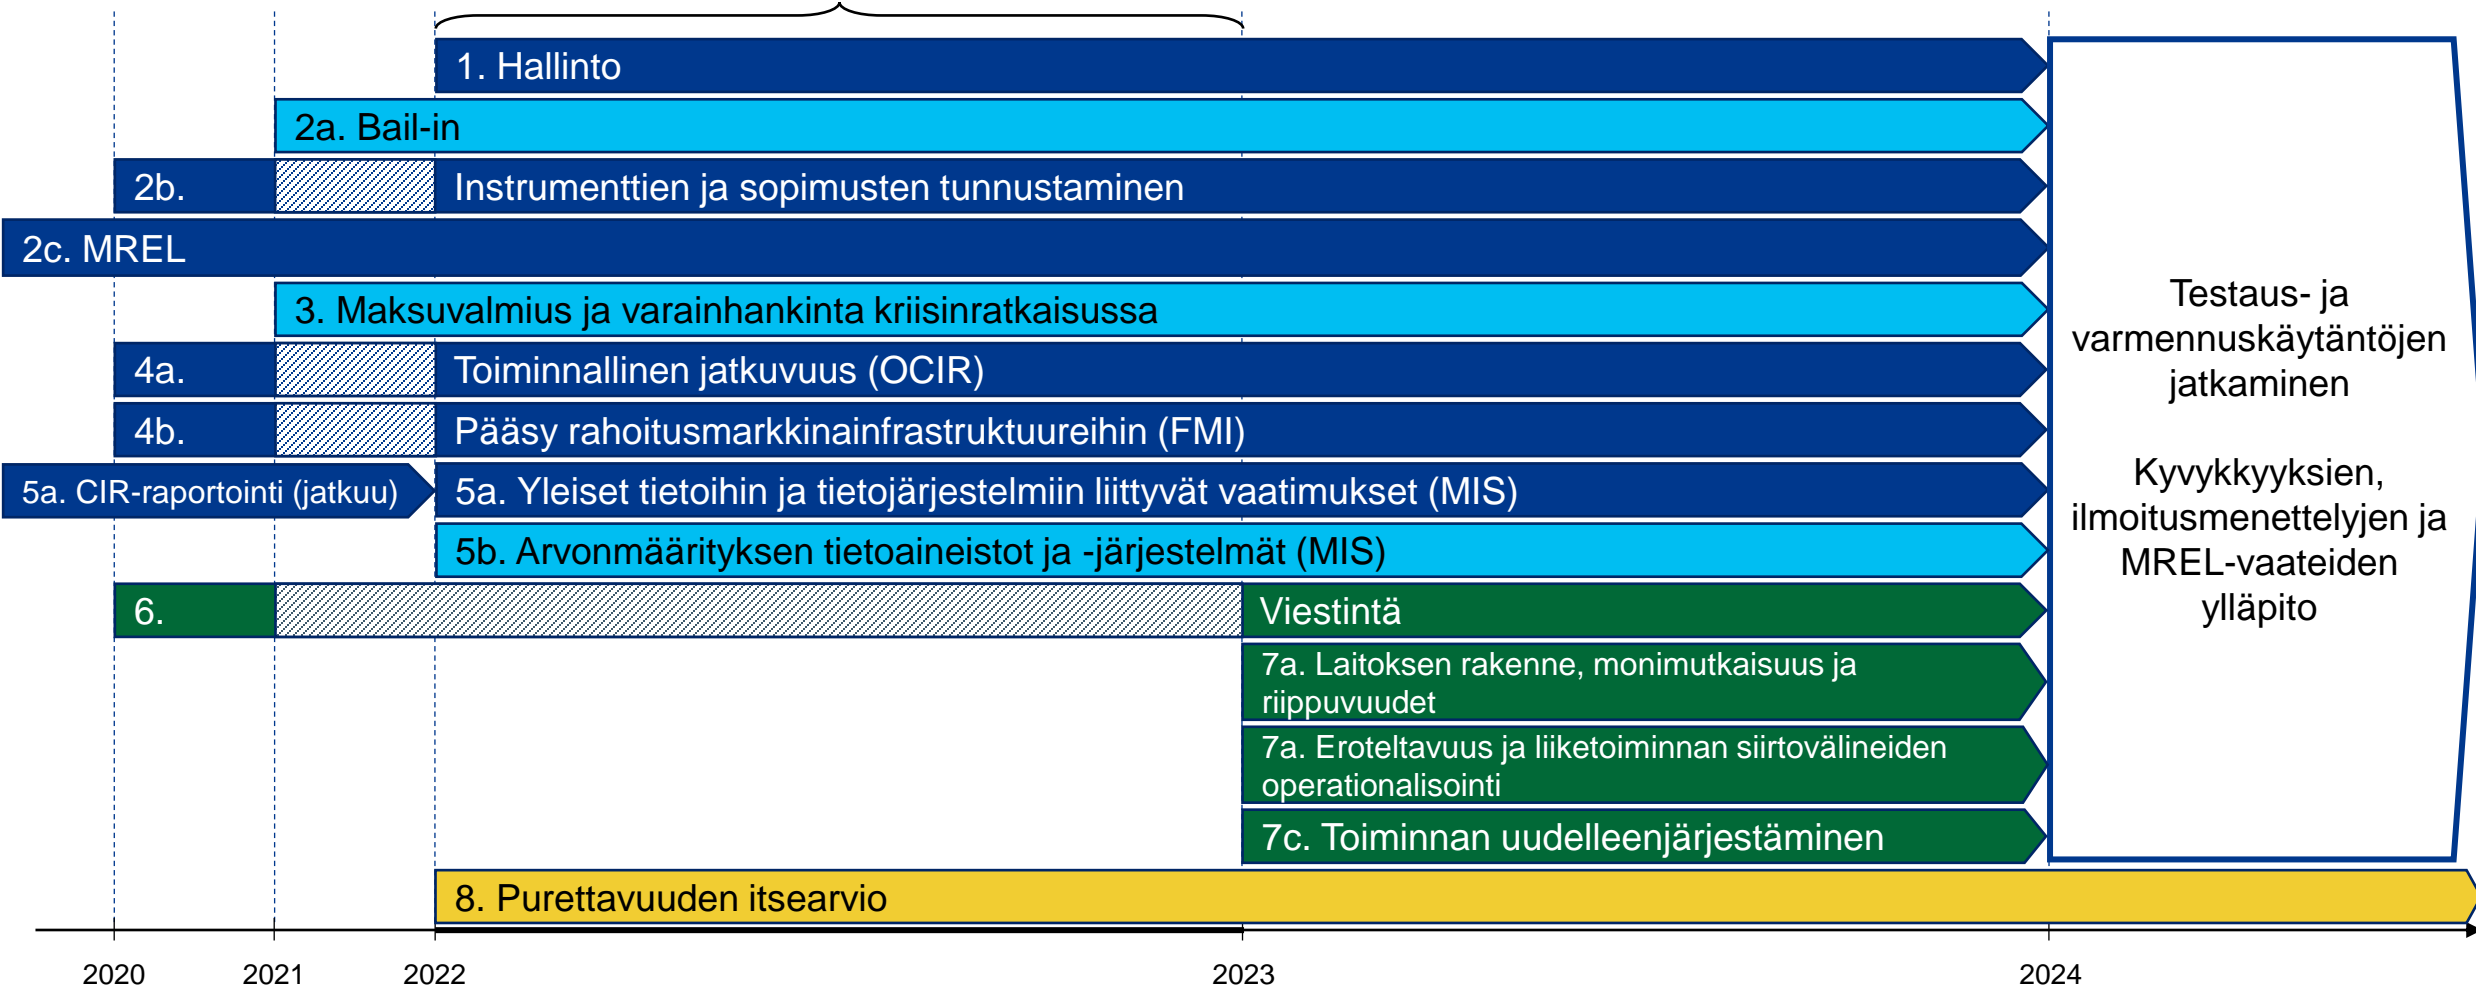 1. Hallinto
2a. Bail-in
2b. Instrumenttien ja sopimusten tunnustaminen
2c. MREL
3. Maksuvalmius ja varainhankinta kriisinratkaisussa
4a. Toiminnallinen jatkuvuus (OCIR)
4b. Pääsy rahoitusmarkkinainfrastruktuureihin (FMI)
5a. CIR-raportointi (jatkuu)
5a. Yleiset tietoihin ja tietojärjestelmiin liittyvät vaatimukset (MIS)
5b. Arvonmäärityksen tietoaineistot ja -järjestelmät (MIS)
6. Viestintä
7a. Laitoksen rakenne, monimutkaisuus ja
riippuvuudet
7a. Eroteltavuus ja liiketoiminnan siirtovälineiden
operationalisointi
7c. Toiminnan uudelleenjärjestäminen
8. Purettavuuden itsearvio
Testaus- ja
varmennuskäytäntöjen
jatkaminen
Kyvykkyyksien,
ilmoitusmenettelyjen ja
MREL-vaateiden
ylläpito
2020 2021 2022 2023 2024